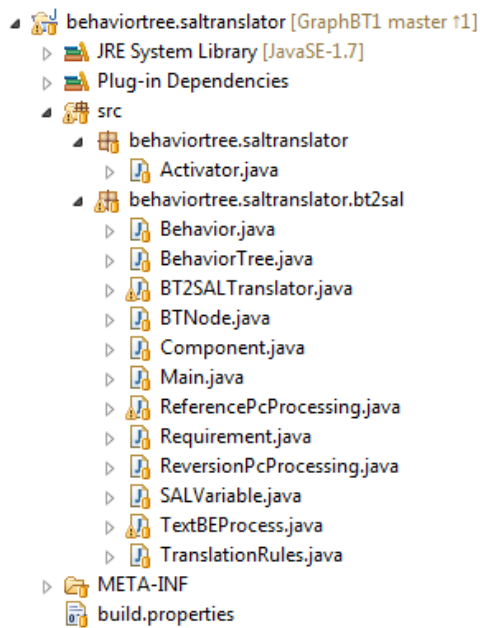 behaviortree.saltranslator [GraphBT1 master ↑1]
JRE System Library [JavaSE-1.7]
Plug-in Dependencies
src
behaviortree.saltranslator
Activator.java
behaviortree.saltranslator.bt2sal
Behavior.java
BehaviorTree.java
BT2SALTranslator.java
BTNode.java
Component.java
Main.java
ReferencePcProcessing.java
Requirement.java
ReversionPcProcessing.java
SALVariable.java
TextBEProcess.java
TranslationRules.java
META-INF
build.properties